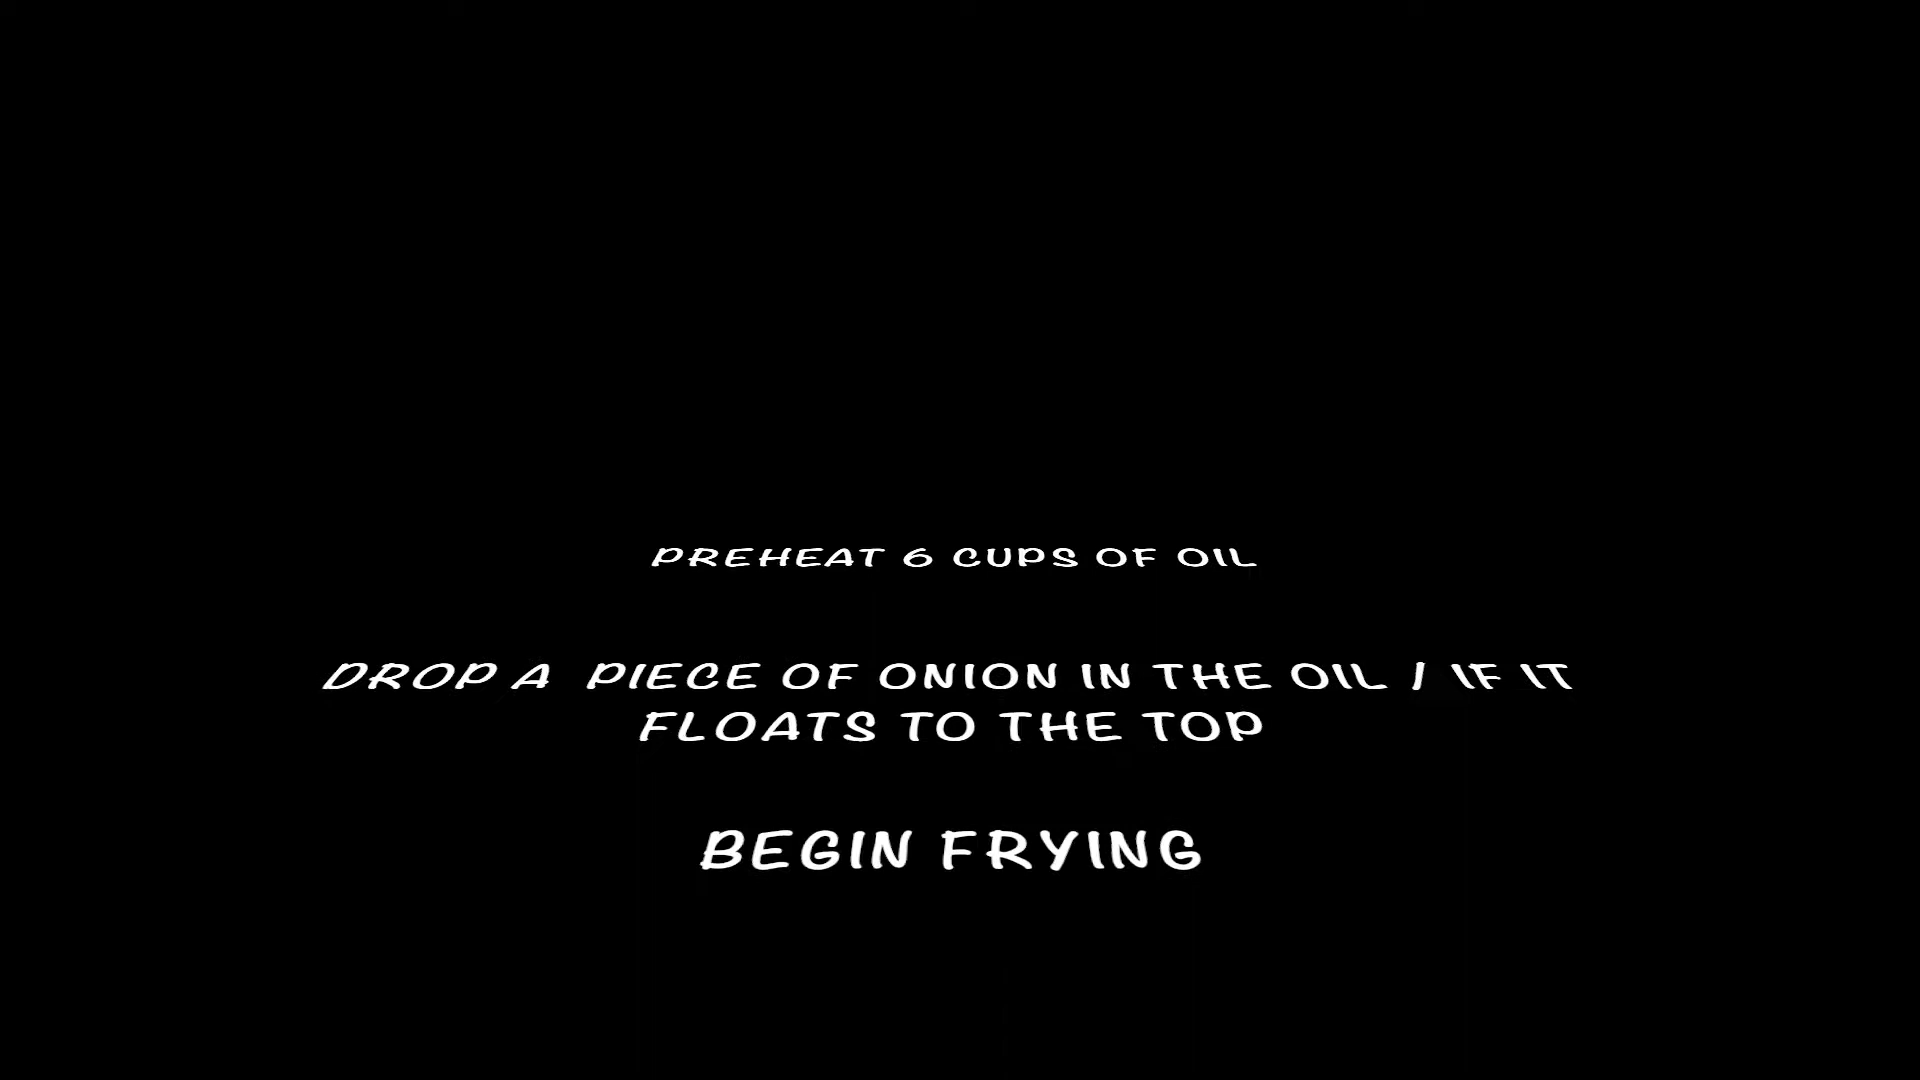 PREHEAT 6 CUPS OF OIL
DROP A PIECE OF ONION IN THE OIL / IF IT
FLOATS TO THE TOP
BEGIN FRYING